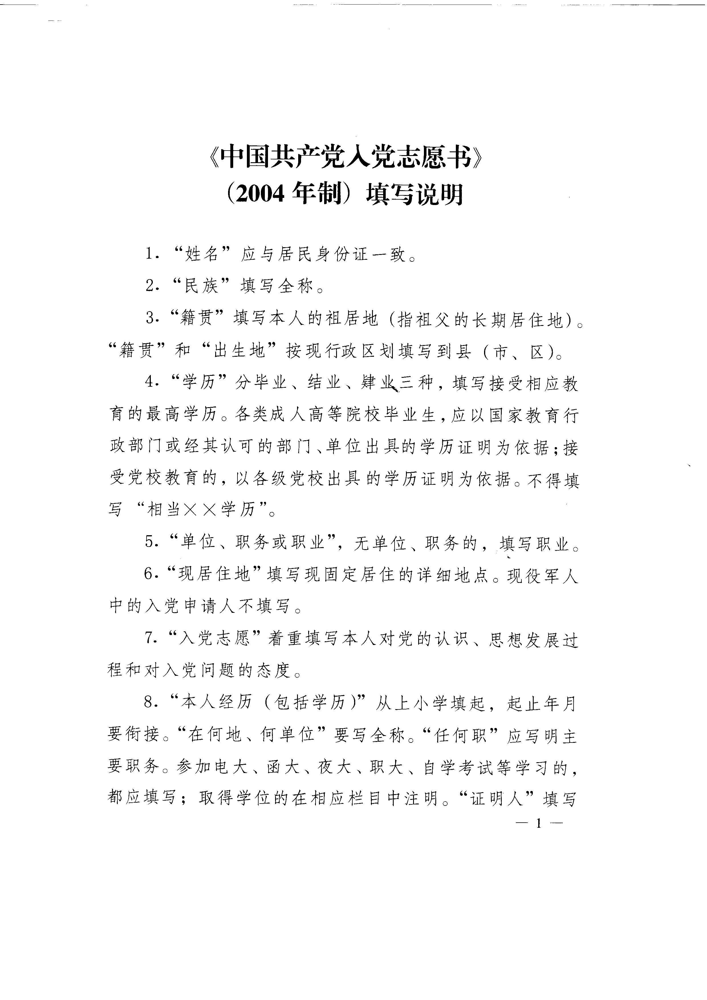 《中国共产党入党志愿书》
（2004 年制）填写说明
1. “姓名” 应与居民身份证一致。
2. “民族” 填写全称。
3. “籍贯” 填写本人的祖居地 (指祖父的长期居住地)。
“籍贯” 和 “出生地” 按现行政区划填写到县 (市、区)。
4. “学历” 分毕业、结业、肄业三种, 填写接受相应教
育的最高学历。各类成人高等院校毕业生,应以国家教育行
政部门或经其认可的部门、单位出具的学历证明为依据;接
受党校教育的, 以各级党校出具的学历证明为依据。不得填
写 “相当××学历”。
5. “单位、职务或职业”, 无单位、职务的, 填写职业。
6. “现居住地” 填写现固定居住的详细地点。现役军人
中的入党申请人不填写。
7. “入党志愿” 着重填写本人对党的认识、思想发展过
程和对入党问题的态度。
8. “本人经历 (包括学历)” 从上小学填起, 起止年月
要衔接。“在何地、何单位” 要写全称。“任何职” 应写明主
要职务。参加电大、函大、夜大、职大、自学考试等学习的,
都应填写; 取得学位的在相应栏目中注明。“证明人” 填写
— 1 —